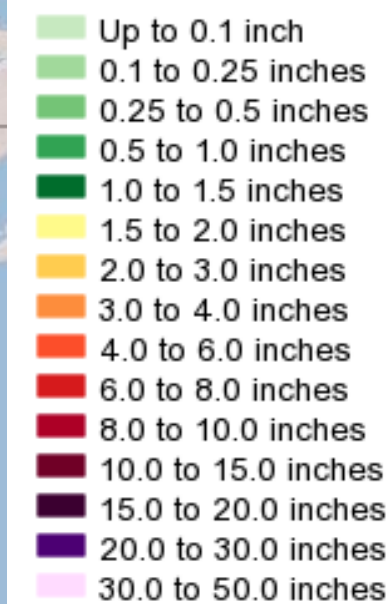 Up to 0.1 inch
0.1 to 0.25 inches
0.25 to 0.5 inches
0.5 to 1.0 inches
1.0 to 1.5 inches
1.5 to 2.0 inches
2.0 to 3.0 inches
3.0 to 4.0 inches
4.0 to 6.0 inches
6.0 to 8.0 inches
8.0 to 10.0 inches
10.0 to 15.0 inches
15.0 to 20.0 inches
20.0 to 30.0 inches
30.0 to 50.0 inches